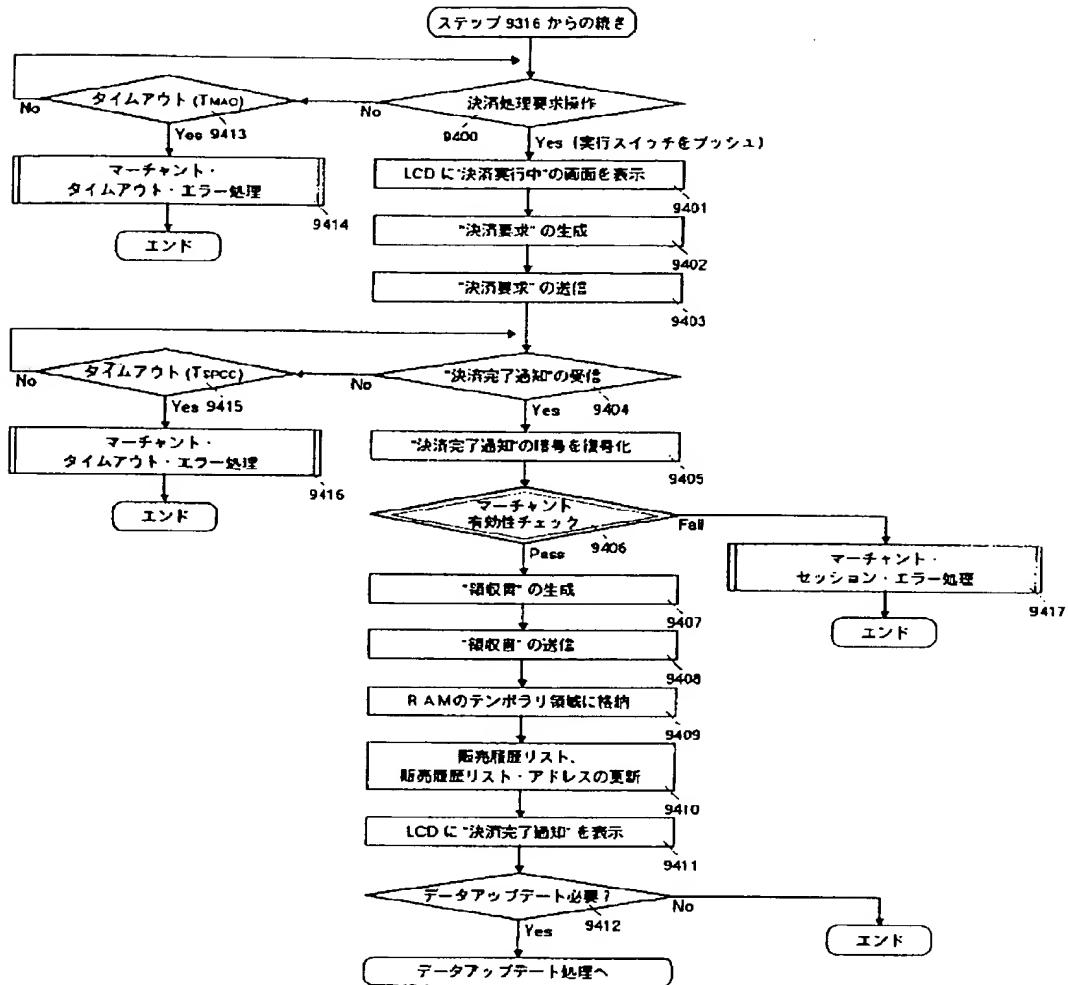 ステップ 9316 からの続き
決済処理要求操作
9400
No
タイムアウト (TMAO)
9413
No
Yes
マーチャント・
タイムアウト・エラー処理
9414
エンド
Yes (実行スイッチをプッシュ)
LCD に "決済実行中" の画面を表示
9401
"決済要求" の生成
9402
"決済要求" の送信
9403
"決済完了通知" の受信
9404
No
タイムアウト (TSPCC)
9415
No
Yes
マーチャント・
タイムアウト・エラー処理
9416
エンド
Yes
"決済完了通知" の暗号を復号化
9405
マーチャント
有効性チェック
9406
Fail
マーチャント・
セッション・エラー処理
9417
エンド
Pass
"領収書" の生成
9407
"領収書" の送信
9408
RAMのテンポラリ領域に格納
9409
販売履歴リスト、
販売履歴リスト・アドレスの更新
9410
LCD に "決済完了通知" を表示
9411
データアップデート必要？
9412
No
エンド
Yes
データアップデート処理へ